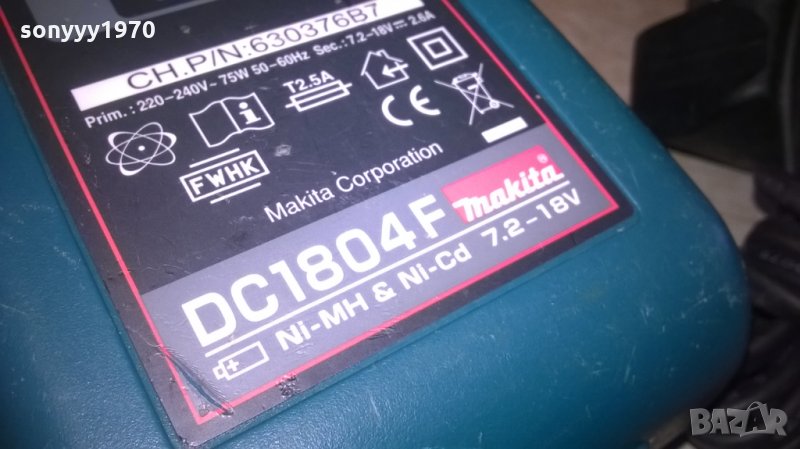 sonyyy1970
CH.P/N:630376B7
Prim.: 220-240V~ 75W 50-60Hz Sec.: 7.2-18V 2.6A
T2.5A
i
CE
FWHK
Makita Corporation
DC1804F makita
Ni-MH & Ni-Cd 7.2-18V
BAZAR